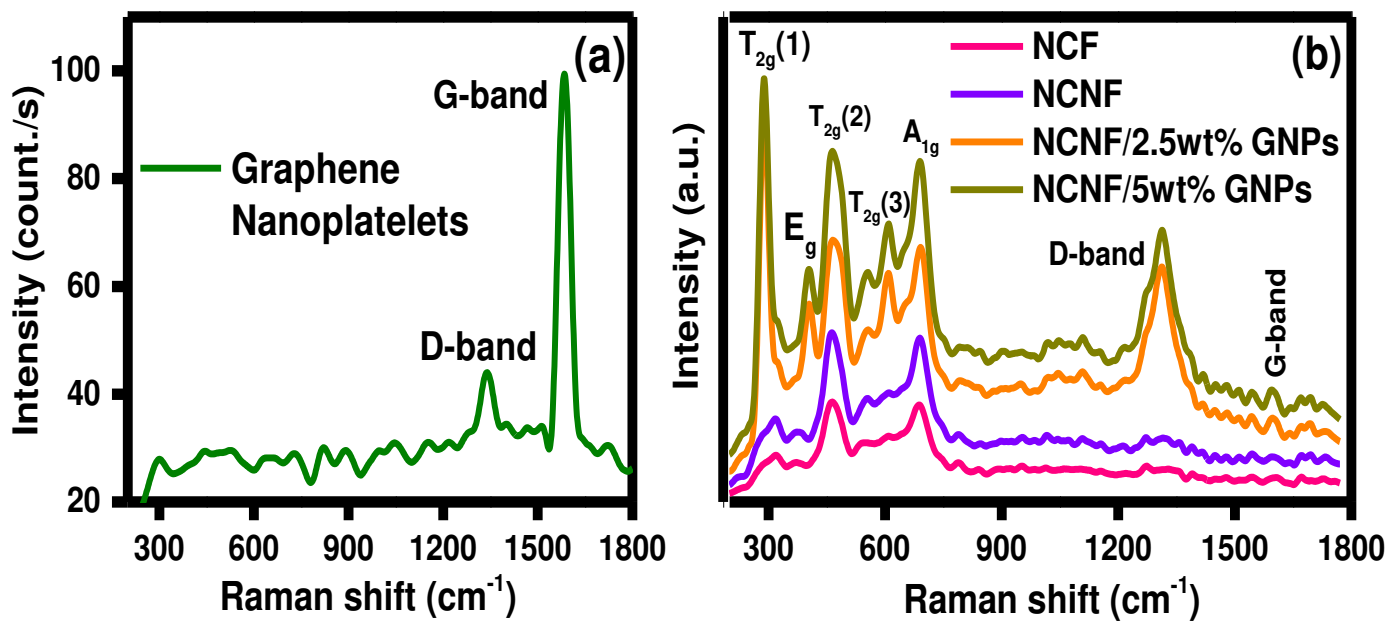 (a)
G-band
D-band
Graphene
Nanoplatelets
Intensity (count./s)
100
80
60
40
20
300 600 900 1200 1500 1800
Raman shift (cm⁻¹)
(b)
T₂g(1)
Eg
T₂g(2)
T₂g(3)
A₁g
D-band
G-band
NCF
NCNF
NCNF/2.5wt% GNPs
NCNF/5wt% GNPs
Intensity (a.u.)
300 600 900 1200 1500 1800
Raman shift (cm⁻¹)